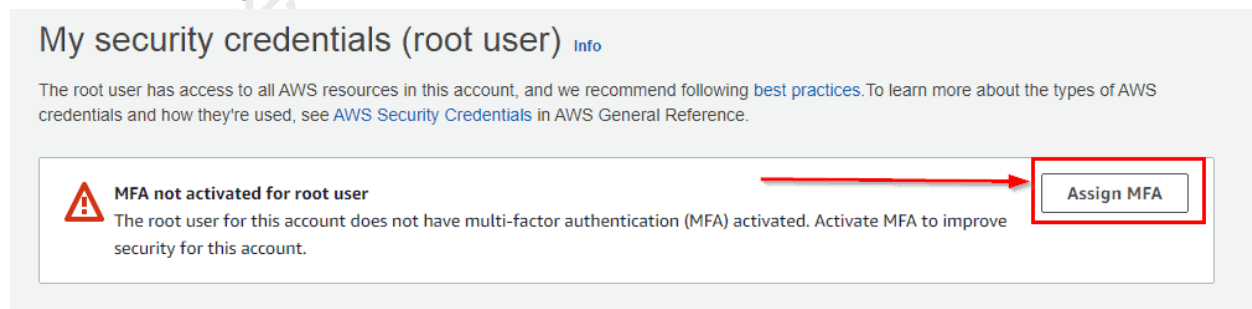 My security credentials (root user) Info
The root user has access to all AWS resources in this account, and we recommend following best practices.To learn more about the types of AWS
credentials and how they're used, see AWS Security Credentials in AWS General Reference.
MFA not activated for root user
The root user for this account does not have multi-factor authentication (MFA) activated. Activate MFA to improve
security for this account.
Assign MFA